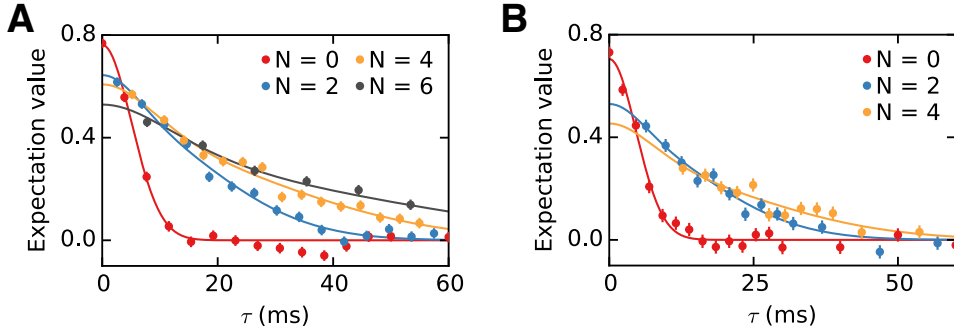 A
Expectation value
0.8
0.4
0.0
N = 0
N = 4
N = 2
N = 6
0 20 40 60
τ (ms)
B
Expectation value
0.8
0.4
0.0
N = 0
N = 2
N = 4
0 25 50
τ (ms)